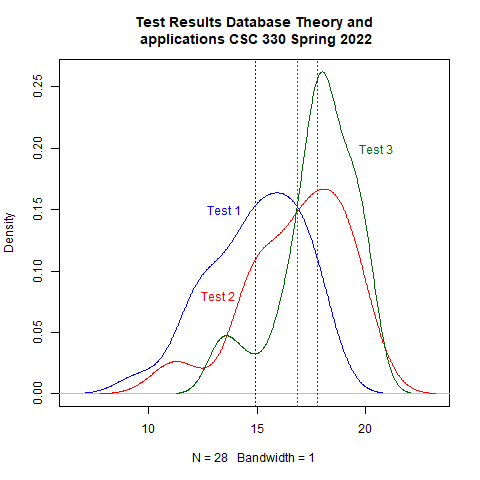 Test Results Database Theory and
applications CSC 330 Spring 2022
0.25
0.20
0.15
0.10
0.05
0.00
Density
Test 3
Test 1
Test 2
10 15 20
N = 28 Bandwidth = 1